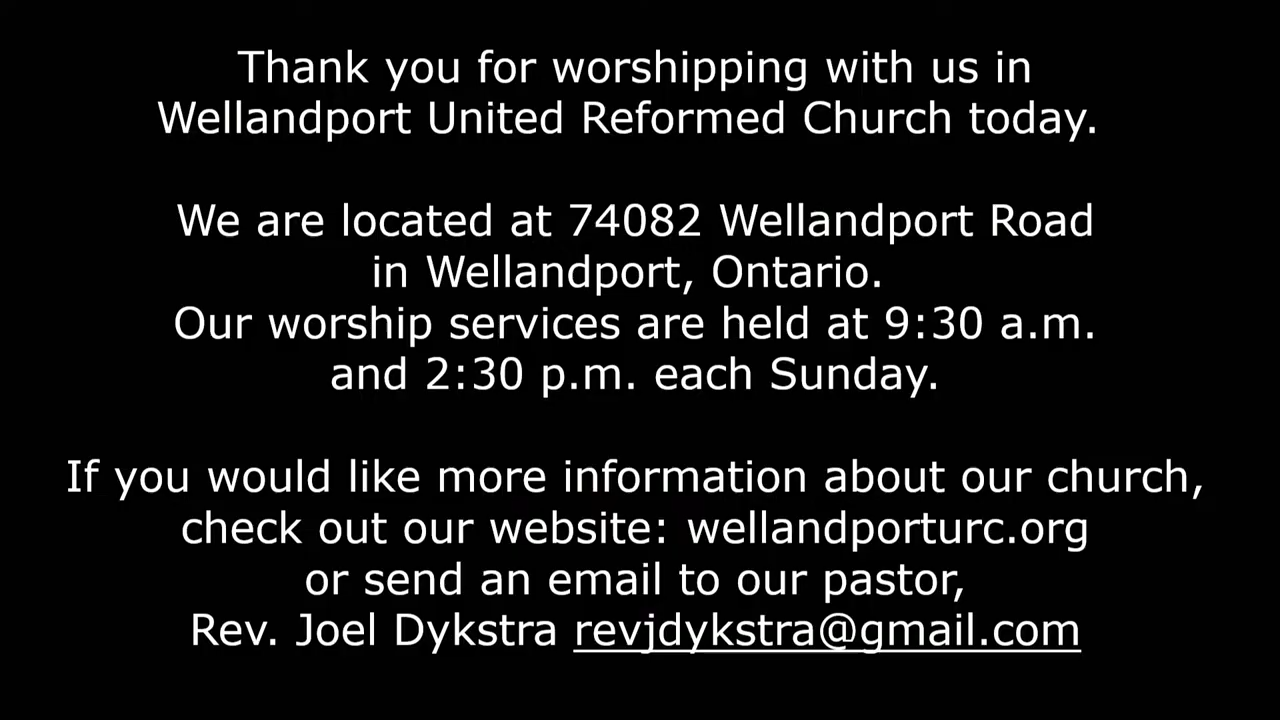 Thank you for worshipping with us in
Wellandport United Reformed Church today.
We are located at 74082 Wellandport Road
in Wellandport, Ontario.
Our worship services are held at 9:30 a.m.
and 2:30 p.m. each Sunday.
If you would like more information about our church,
check out our website: wellandporturc.org
or send an email to our pastor,
Rev. Joel Dykstra revjdykstra@gmail.com